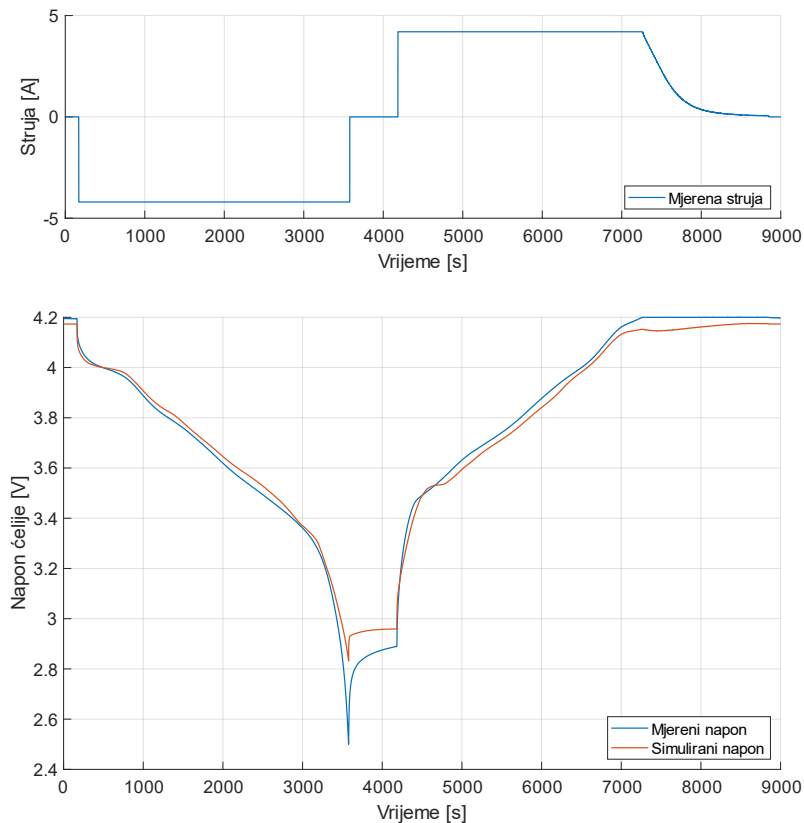 5
0
-5
Struja [A]
0 1000 2000 3000 4000 5000 6000 7000 8000 9000
Vrijeme [s]
Mjerena struja
4.2
4
3.8
3.6
3.4
3.2
3
2.8
2.6
2.4
Napon ćelije [V]
Mjereni napon
Simulirani napon
0 1000 2000 3000 4000 5000 6000 7000 8000 9000
Vrijeme [s]